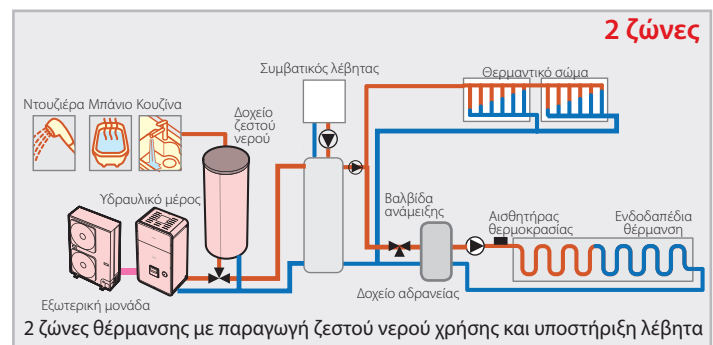 2 ζώνες
Συμβατικός λέβητας
Θερμαντικό σώμα
Ντουζιέρα
Μπάνιο
Κουζίνα
Δοχείο
ζεστού
νερού
Υδραυλικό μέρος
Βαλβίδα
ανάμειξης
Αισθητήρας
θερμοκρασίας
Ενδοδαπέδια
θέρμανση
Εξωτερική μονάδα
Δοχείο αδρανείας
2 ζώνες θέρμανσης με παραγωγή ζεστού νερού χρήσης και υποστήριξη λέβητα